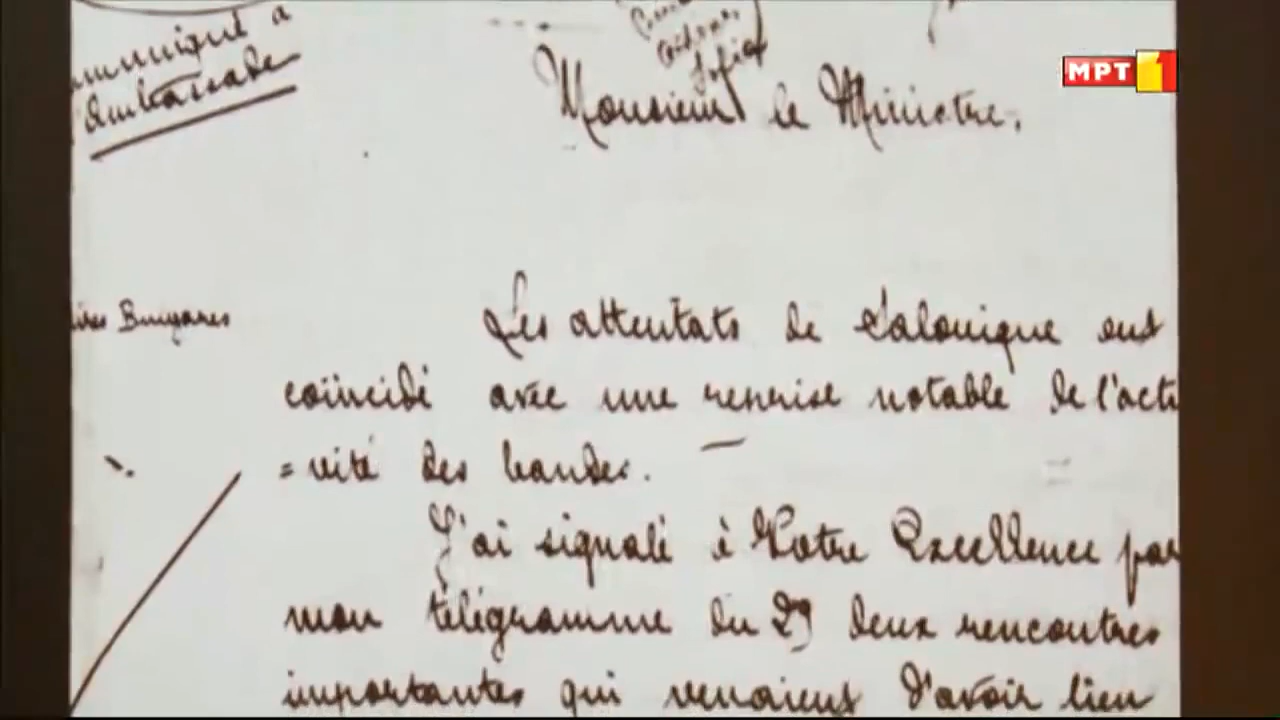 Communiqué à
Ambassade
Sofia
МРТ 1
Monsieur le Ministre,
Les attentats de Salonique ont
coïncidé avec une reprise notable de l'acti
=vité des bandes.
J'ai signalé à Votre Excellence par
mon télégramme du 29 deux rencontres
importantes qui venaient d'avoir lieu